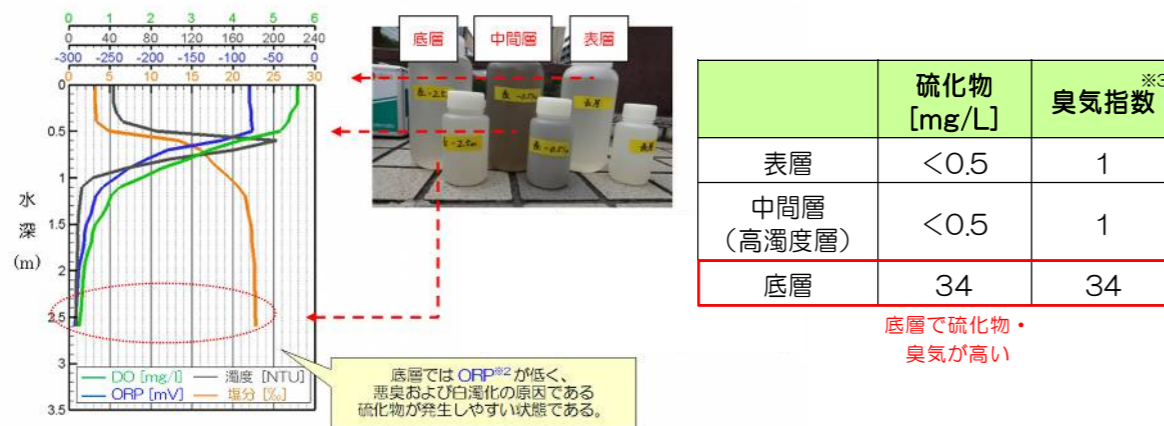 0 1 2 3 4 5 6
0 40 80 120 160 200 240
-300 -250 -200 -150 -100 -50 0
0 5 10 15 20 25 30
0
0.5
1
1.5
2
2.5
3
3.5
水
深
(m)
DO [mg/l]
濁度 [NTU]
ORP [mV]
塩分 [‰]
底層
中間層
表層
表層
表層
底層ではORP※2が低く、
悪臭および白濁化の原因である
硫化物が発生しやすい状態である。
硫化物
[mg/L]
臭気指数※3
表層 <0.5 1
中間層
(高濁度層) <0.5 1
底層 34 34
底層で硫化物・
臭気が高い